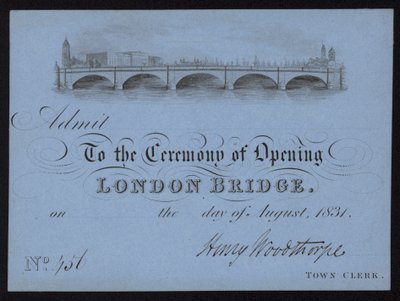 Admit
To the Ceremony of Opening
LONDON BRIDGE.
on the day of August, 1831.
Henry Woodthorpe
No. 456
TOWN CLERK.